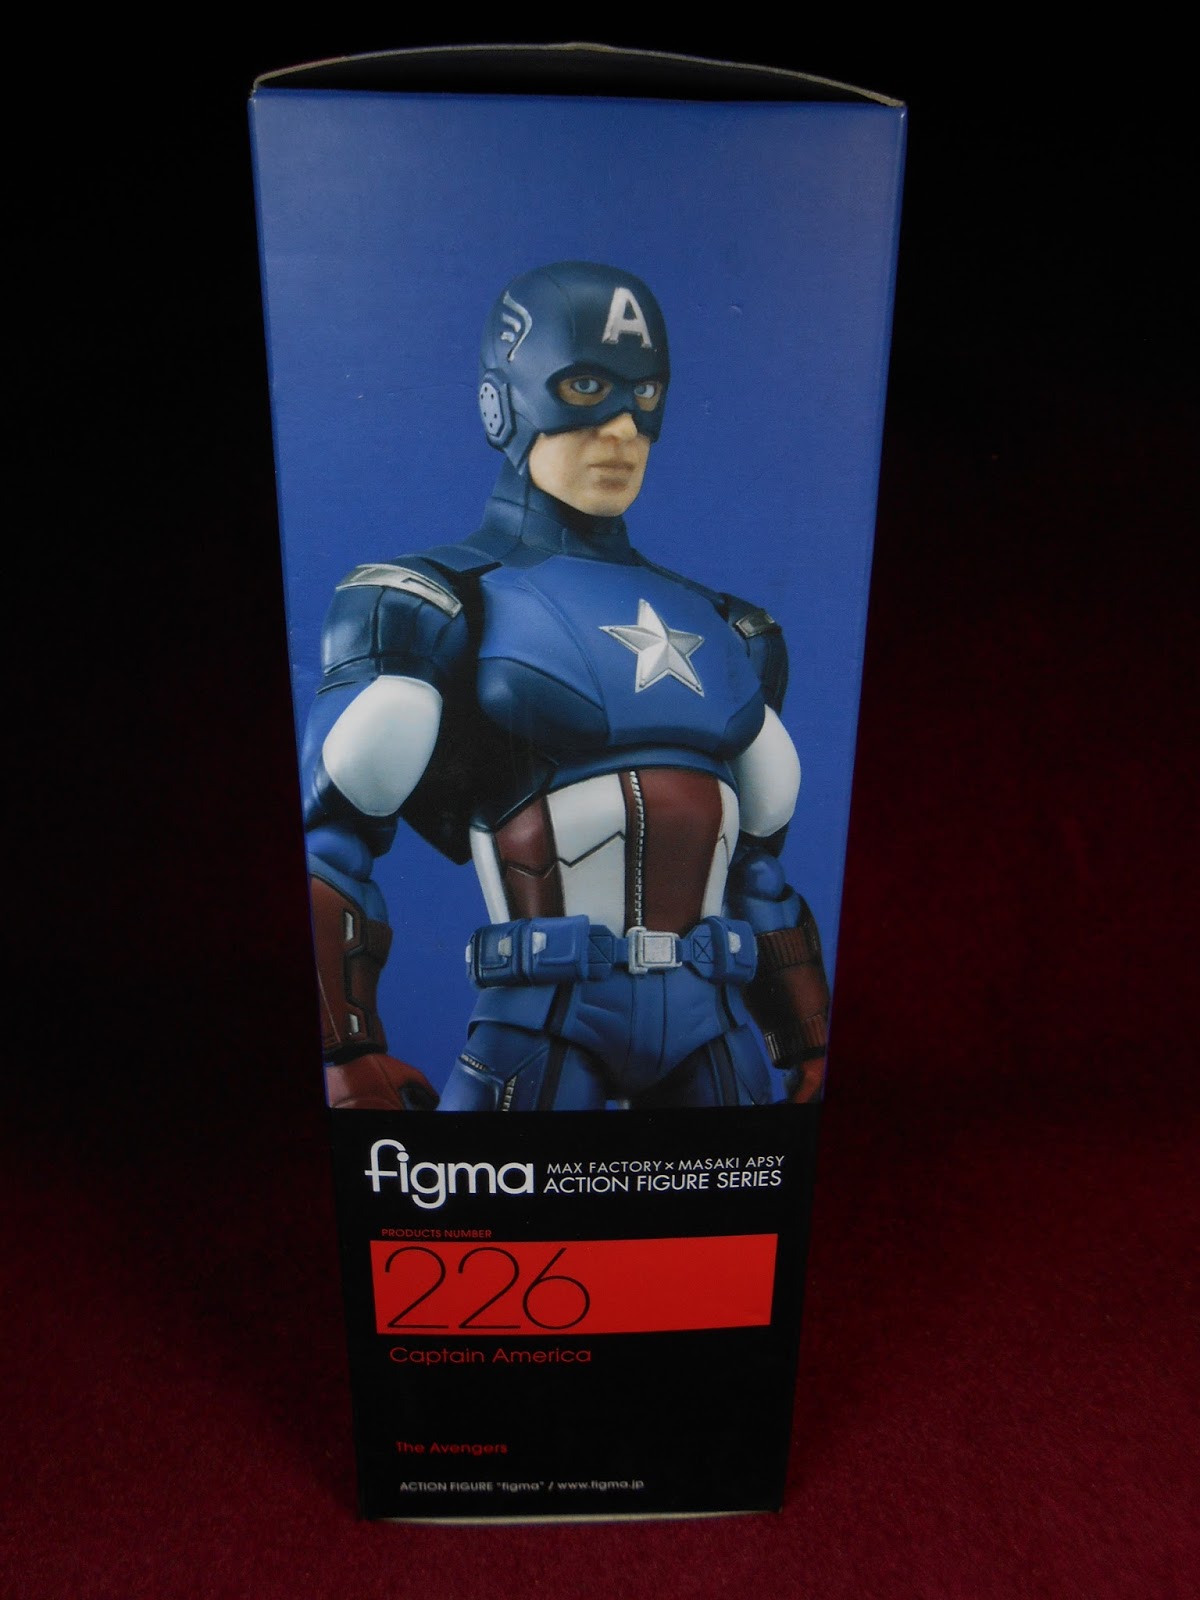 A
figma
MAX FACTORY × MASAKI APSY
ACTION FIGURE SERIES
PRODUCTS NUMBER
226
Captain America
The Avengers
ACTION FIGURE "figma" / www.figma.jp